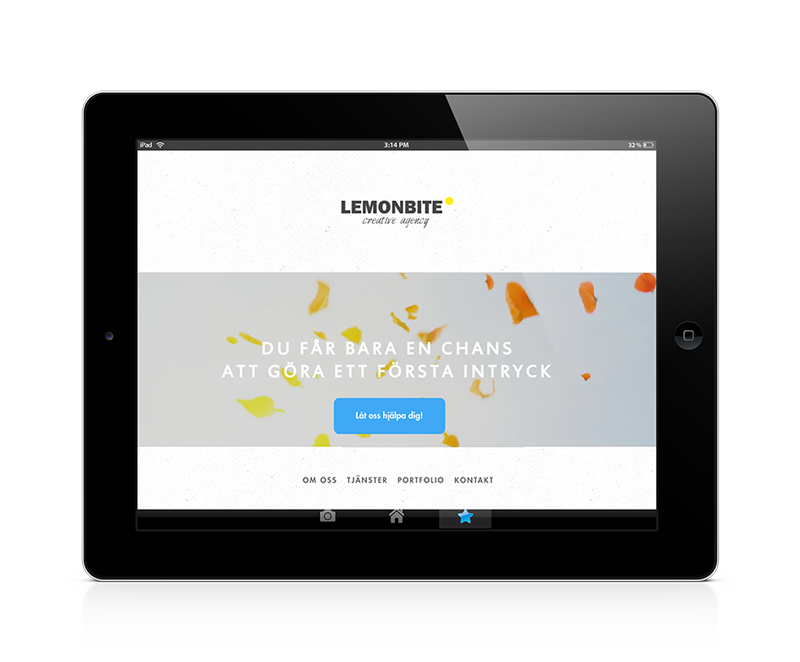 iPad 3:14 PM 32%
LEMONBITE
creative agency
DU FÅR BARA EN CHANS
ATT GÖRA ETT FÖRSTA INTRYCK
Låt oss hjälpa dig!
OM OSS TJÄNSTER PORTFOLIO KONTAKT